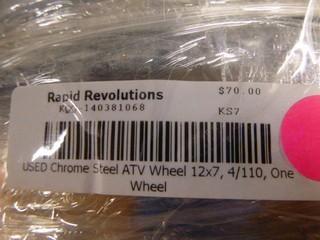 Rapid Revolutions $70.00
140381068 KS7
USED Chrome Steel ATV Wheel 12x7, 4/110, One
Wheel